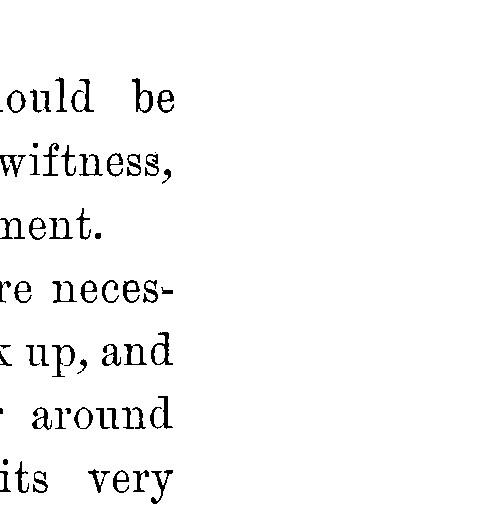 ould be
wiftness,
ment.
re neces-
k up, and
r around
its very